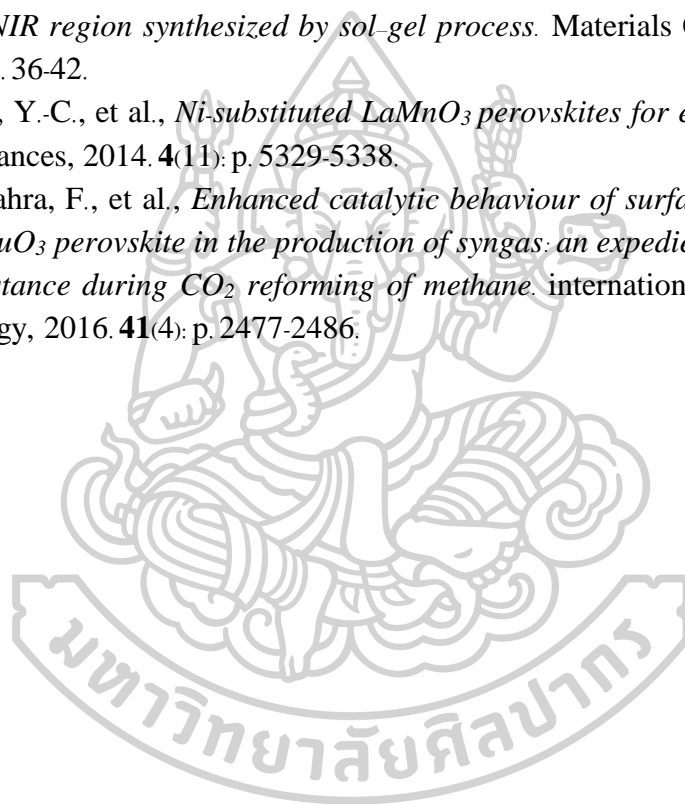 NIR region synthesized by sol–gel process. Materials
. 36-42.
, Y.-C., et al., Ni-substituted LaMnO3 perovskites for e
ances, 2014. 4(11): p. 5329-5338.
ahra, F., et al., Enhanced catalytic behaviour of surfa
uO3 perovskite in the production of syngas: an expedie
tance during CO2 reforming of methane. internation
gy, 2016. 41(4): p. 2477-2486.
มหาวิทยาลัยศิลปากร